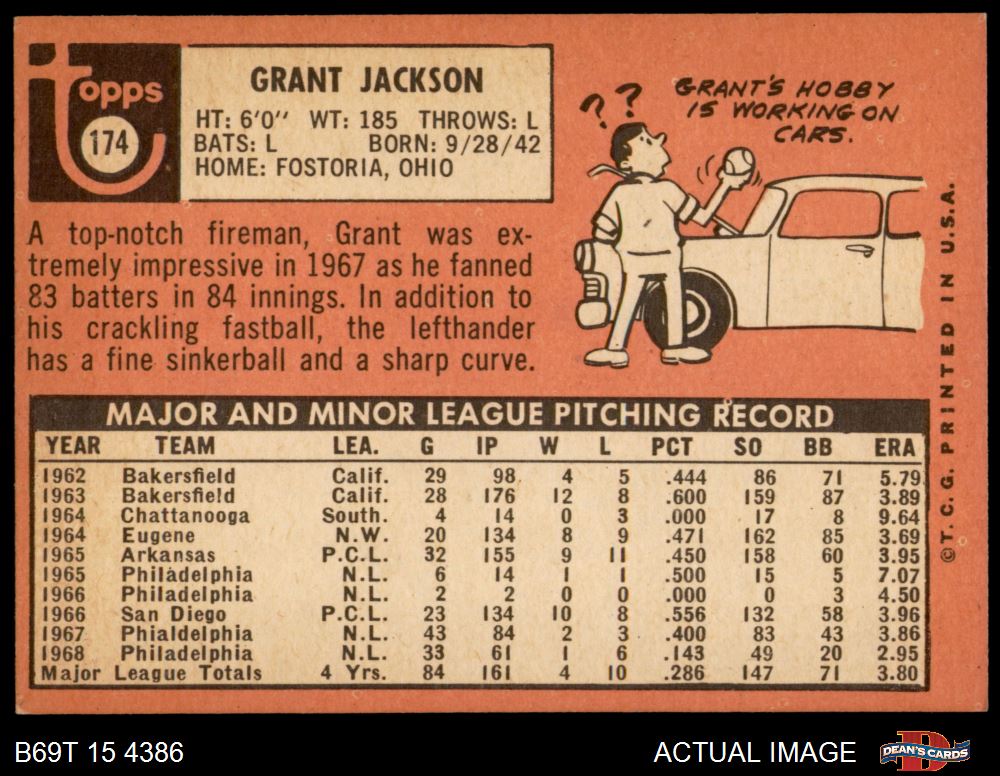 Topps
174
GRANT JACKSON
HT: 6'0" WT: 185 THROWS: L
BATS: L BORN: 9/28/42
HOME: FOSTORIA, OHIO
A top-notch fireman, Grant was ex-
tremely impressive in 1967 as he fanned
83 batters in 84 innings. In addition to
his crackling fastball, the lefthander
has a fine sinkerball and a sharp curve.
? ?
GRANT'S HOBBY
IS WORKING ON
CARS.
MAJOR AND MINOR LEAGUE PITCHING RECORD
YEAR TEAM LEA. G IP W L PCT SO BB ERA
1962 Bakersfield Calif. 29 98 4 5 .444 86 71 5.79
1963 Bakersfield Calif. 28 176 12 8 .600 159 87 3.89
1964 Chattanooga South. 4 14 0 3 .000 17 8 9.64
1964 Eugene N.W. 20 134 8 9 .471 162 85 3.69
1965 Arkansas P.C.L. 32 155 9 11 .450 158 60 3.95
1965 Philadelphia N.L. 6 14 1 1 .500 15 5 7.07
1966 Philadelphia N.L. 2 2 0 0 .000 0 3 4.50
1966 San Diego P.C.L. 23 134 10 8 .556 132 58 3.96
1967 Phialdelphia N.L. 43 84 2 3 .400 83 43 3.86
1968 Philadelphia N.L. 33 61 1 6 .143 49 20 2.95
Major League Totals 4 Yrs. 84 161 4 10 .286 147 71 3.80
©T.C.G. PRINTED IN U.S.A.
B69T 15 4386
ACTUAL IMAGE
D
DEAN'S CARDS